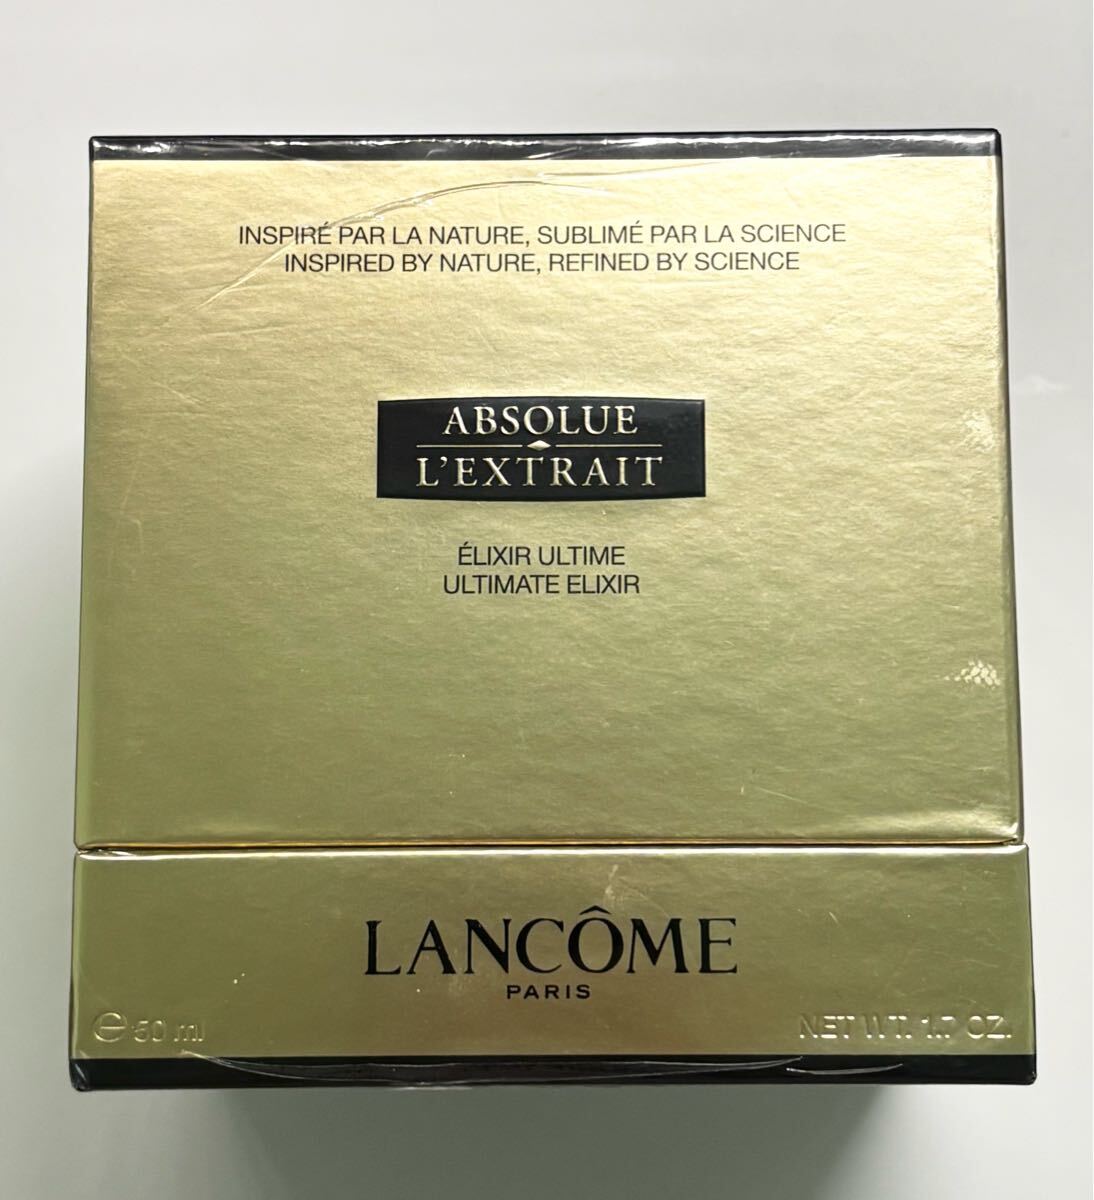 INSPIRÉ PAR LA NATURE, SUBLIMÉ PAR LA SCIENCE
INSPIRED BY NATURE, REFINED BY SCIENCE
ABSOLUE
L'EXTRAIT
ÉLIXIR ULTIME
ULTIMATE ELIXIR
LANCÔME
PARIS
℮ 50 ml
NET WT. 1.7 OZ.